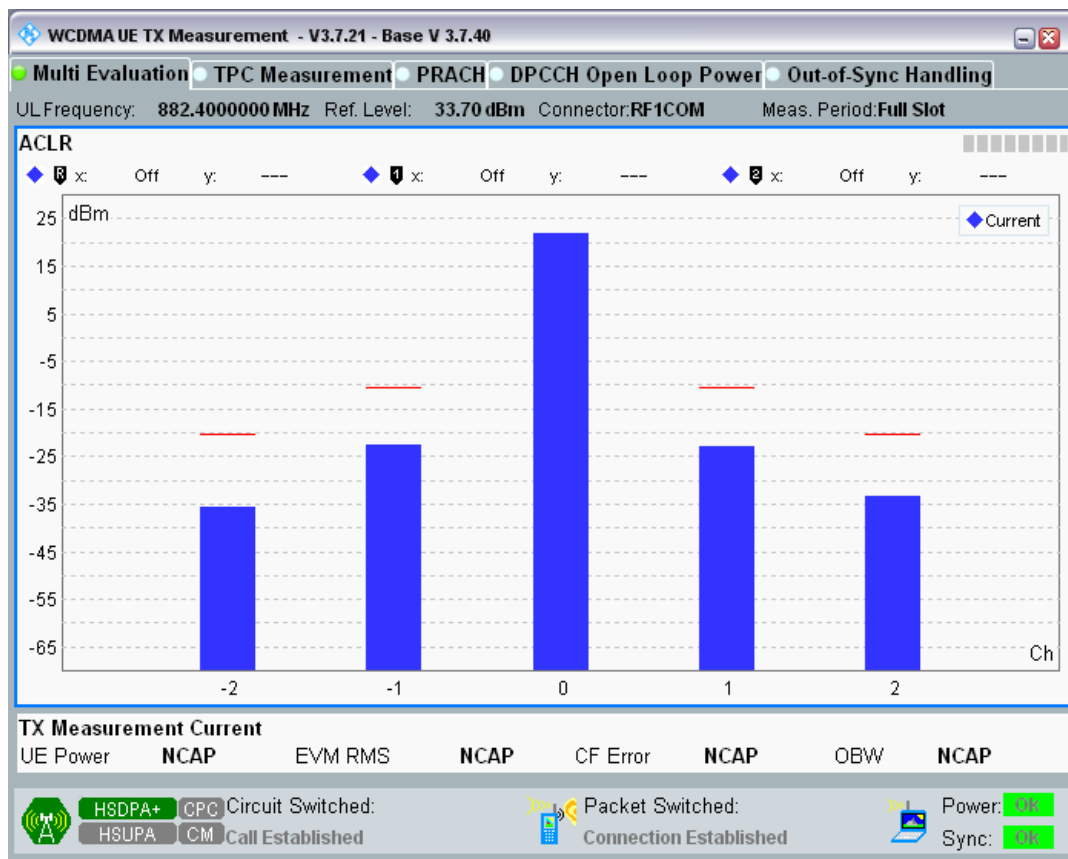 WCDMA UE TX Measurement - V3.7.21 - Base V 3.7.40
Multi Evaluation TPC Measurement PRACH DPCCH Open Loop Power Out-of-Sync Handling
UL Frequency: 882.4000000 MHz Ref. Level: 33.70 dBm Connector:RF1COM Meas. Period:Full Slot
ACLR
R x: Off y: --- 1 x: Off y: --- 2 x: Off y: ---
dBm
Current
25
15
5
-5
-15
-25
-35
-45
-55
-65
Ch
-2 -1 0 1 2
TX Measurement Current
UE Power NCAP EVM RMS NCAP CF Error NCAP OBW NCAP
HSDPA+ CPC Circuit Switched: Packet Switched: Power: OK
HSUPA CM Call Established Connection Established Sync: OK